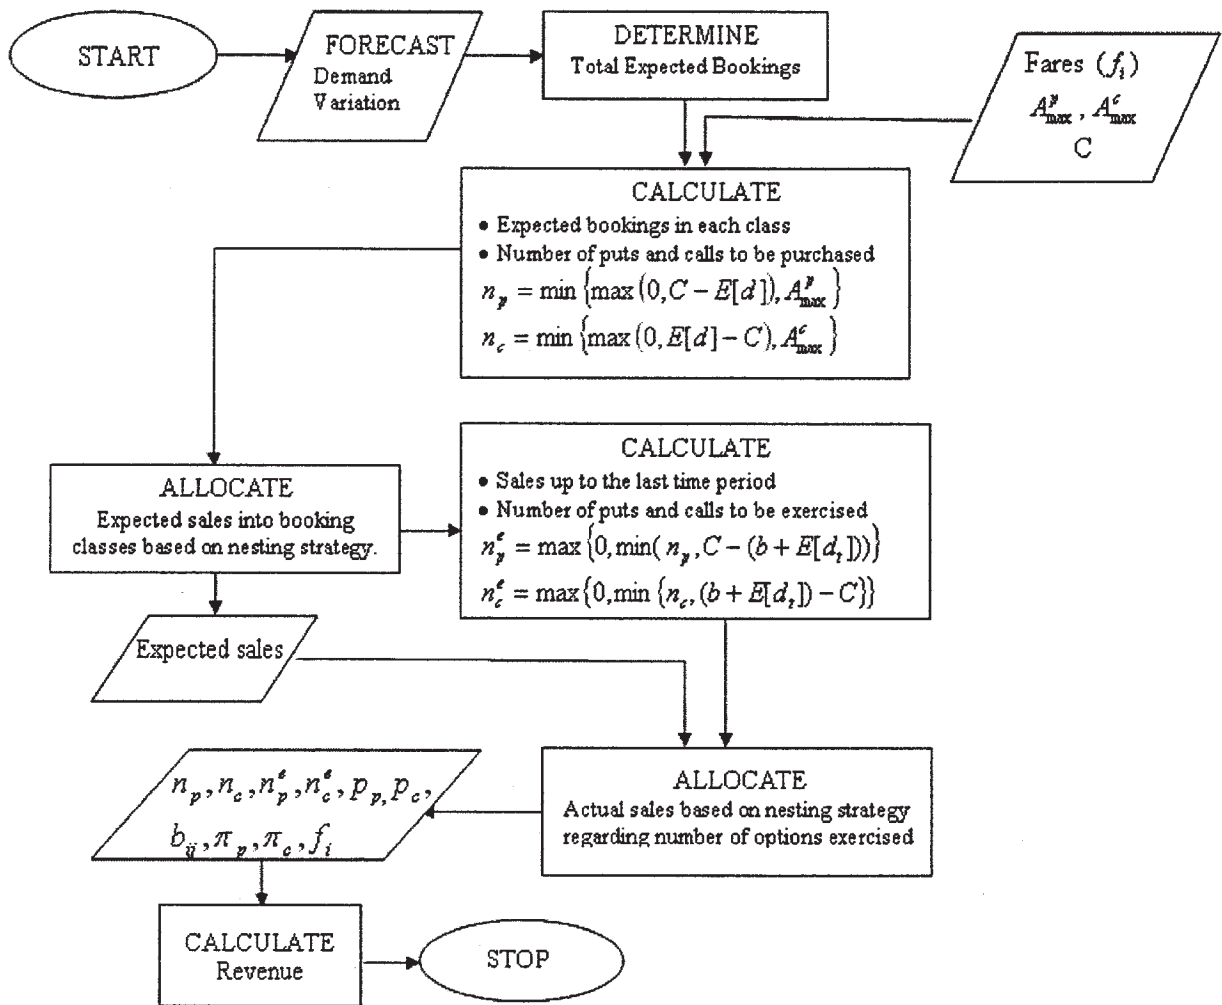 START
FORECAST
Demand
Variation
DETERMINE
Total Expected Bookings
Fares (f_i)
A^p_max , A^c_max
C
CALCULATE
• Expected bookings in each class
• Number of puts and calls to be purchased
n_p = min {max (0, C − E[d]), A^p_max}
n_c = min {max (0, E[d] − C), A^c_max}
ALLOCATE
Expected sales into booking
classes based on nesting strategy.
CALCULATE
• Sales up to the last time period
• Number of puts and calls to be exercised
n^e_p = max {0, min( n_p , C − (b + E[d_t]))}
n^e_c = max{0, min {n_c, (b + E[d_t]) − C}}
Expected sales
ALLOCATE
Actual sales based on nesting strategy
regarding number of options exercised
n_p, n_c, n^e_p, n^e_c, p_p, p_c,
b_ij, π_p, π_c, f_i
CALCULATE
Revenue
STOP